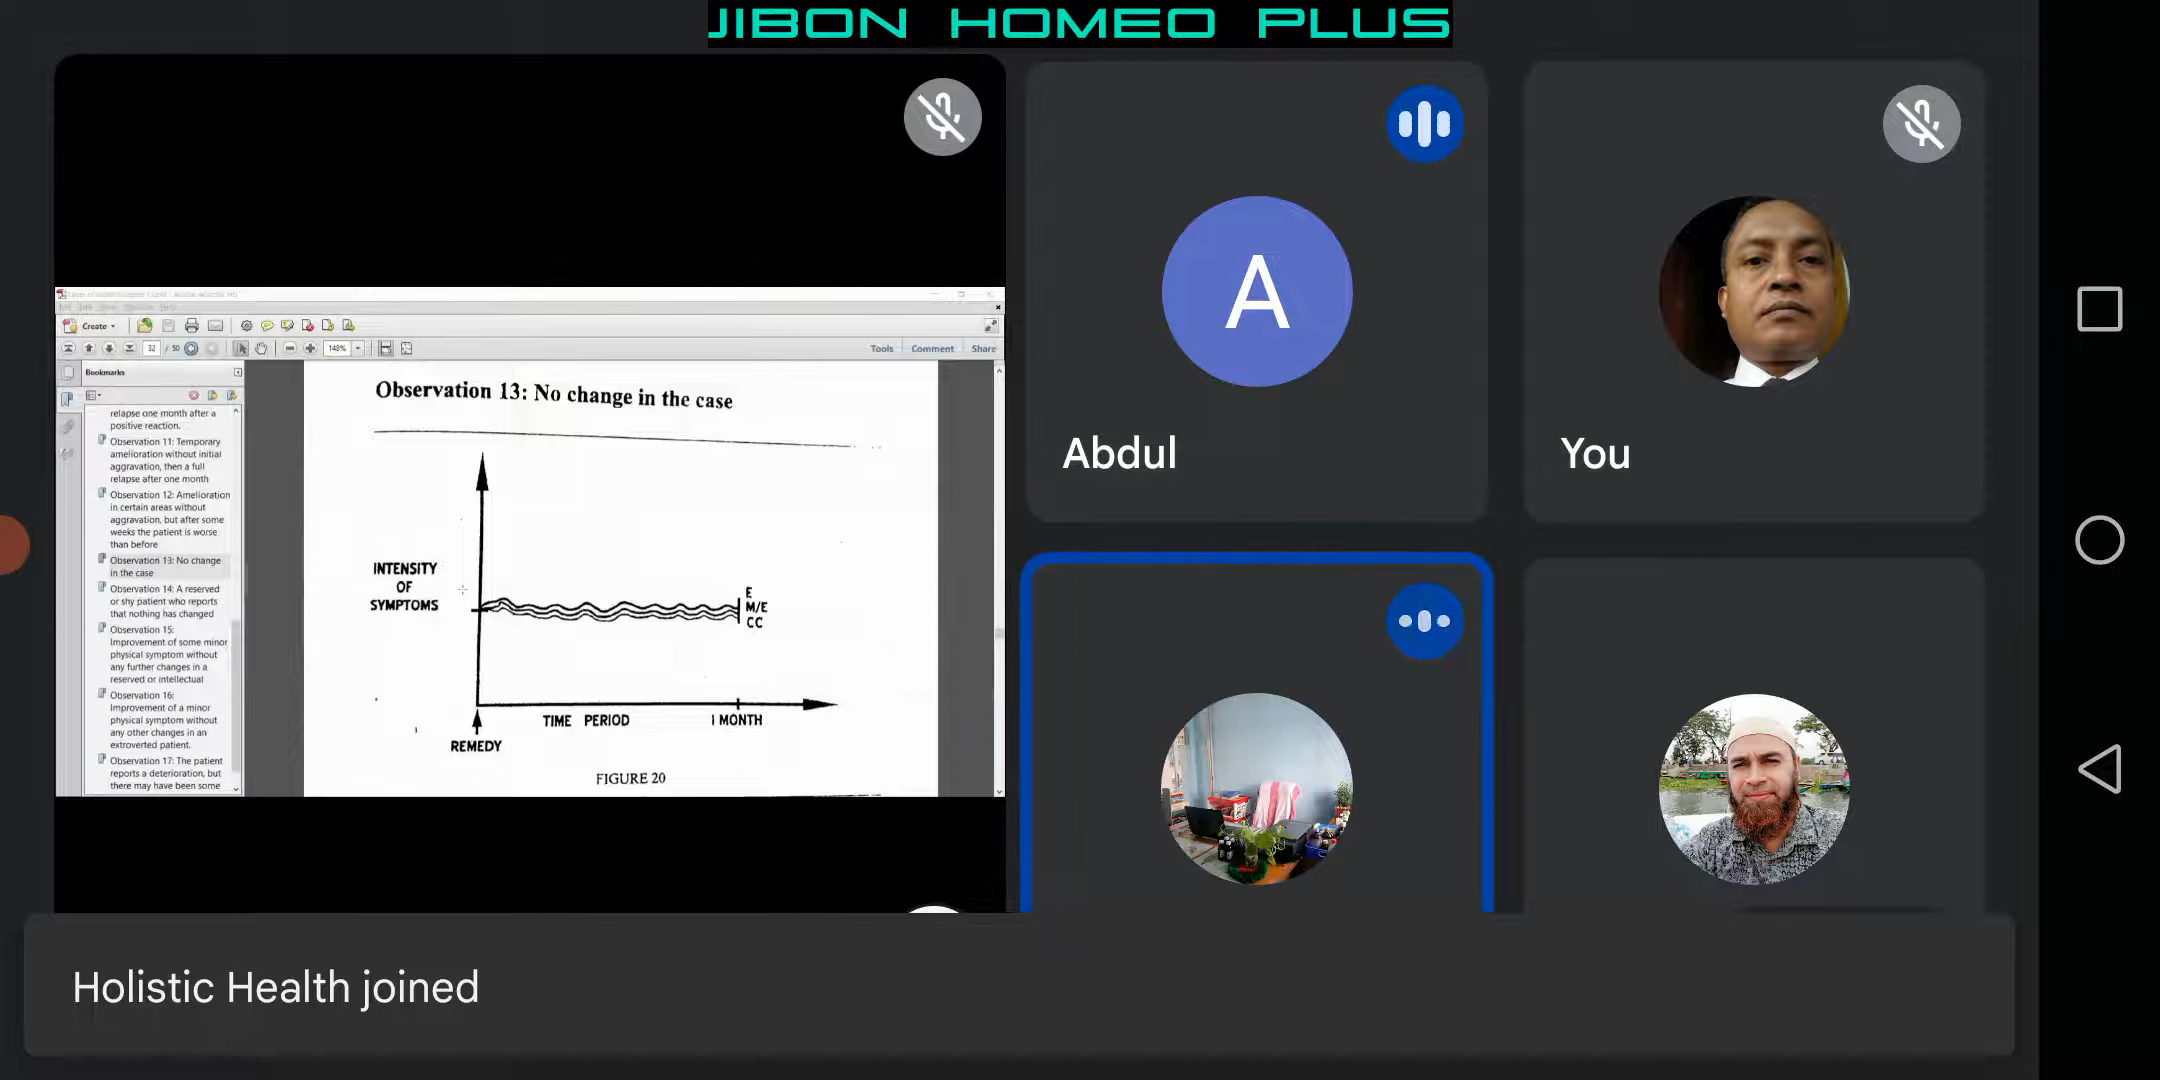 JIBON HOMEO PLUS
Create
32 / 50
148%
Tools Comment Share
Bookmarks
relapse one month after a
positive reaction.
Observation 11: Temporary
amelioration without initial
aggravation, then a full
relapse after one month
Observation 12: Amelioration
in certain areas without
aggravation, but after some
weeks the patient is worse
than before
Observation 13: No change
in the case
Observation 14: A reserved
or shy patient who reports
that nothing has changed
Observation 15:
Improvement of some minor
physical symptom without
any further changes in a
reserved or intellectual
Observation 16:
Improvement of a minor
physical symptom without
any other changes in an
extroverted patient.
Observation 17: The patient
reports a deterioration, but
there may have been some
Observation 13: No change in the case
INTENSITY
OF
SYMPTOMS
E
M/E
CC
TIME PERIOD
1 MONTH
REMEDY
FIGURE 20
A
Abdul
You
Holistic Health joined